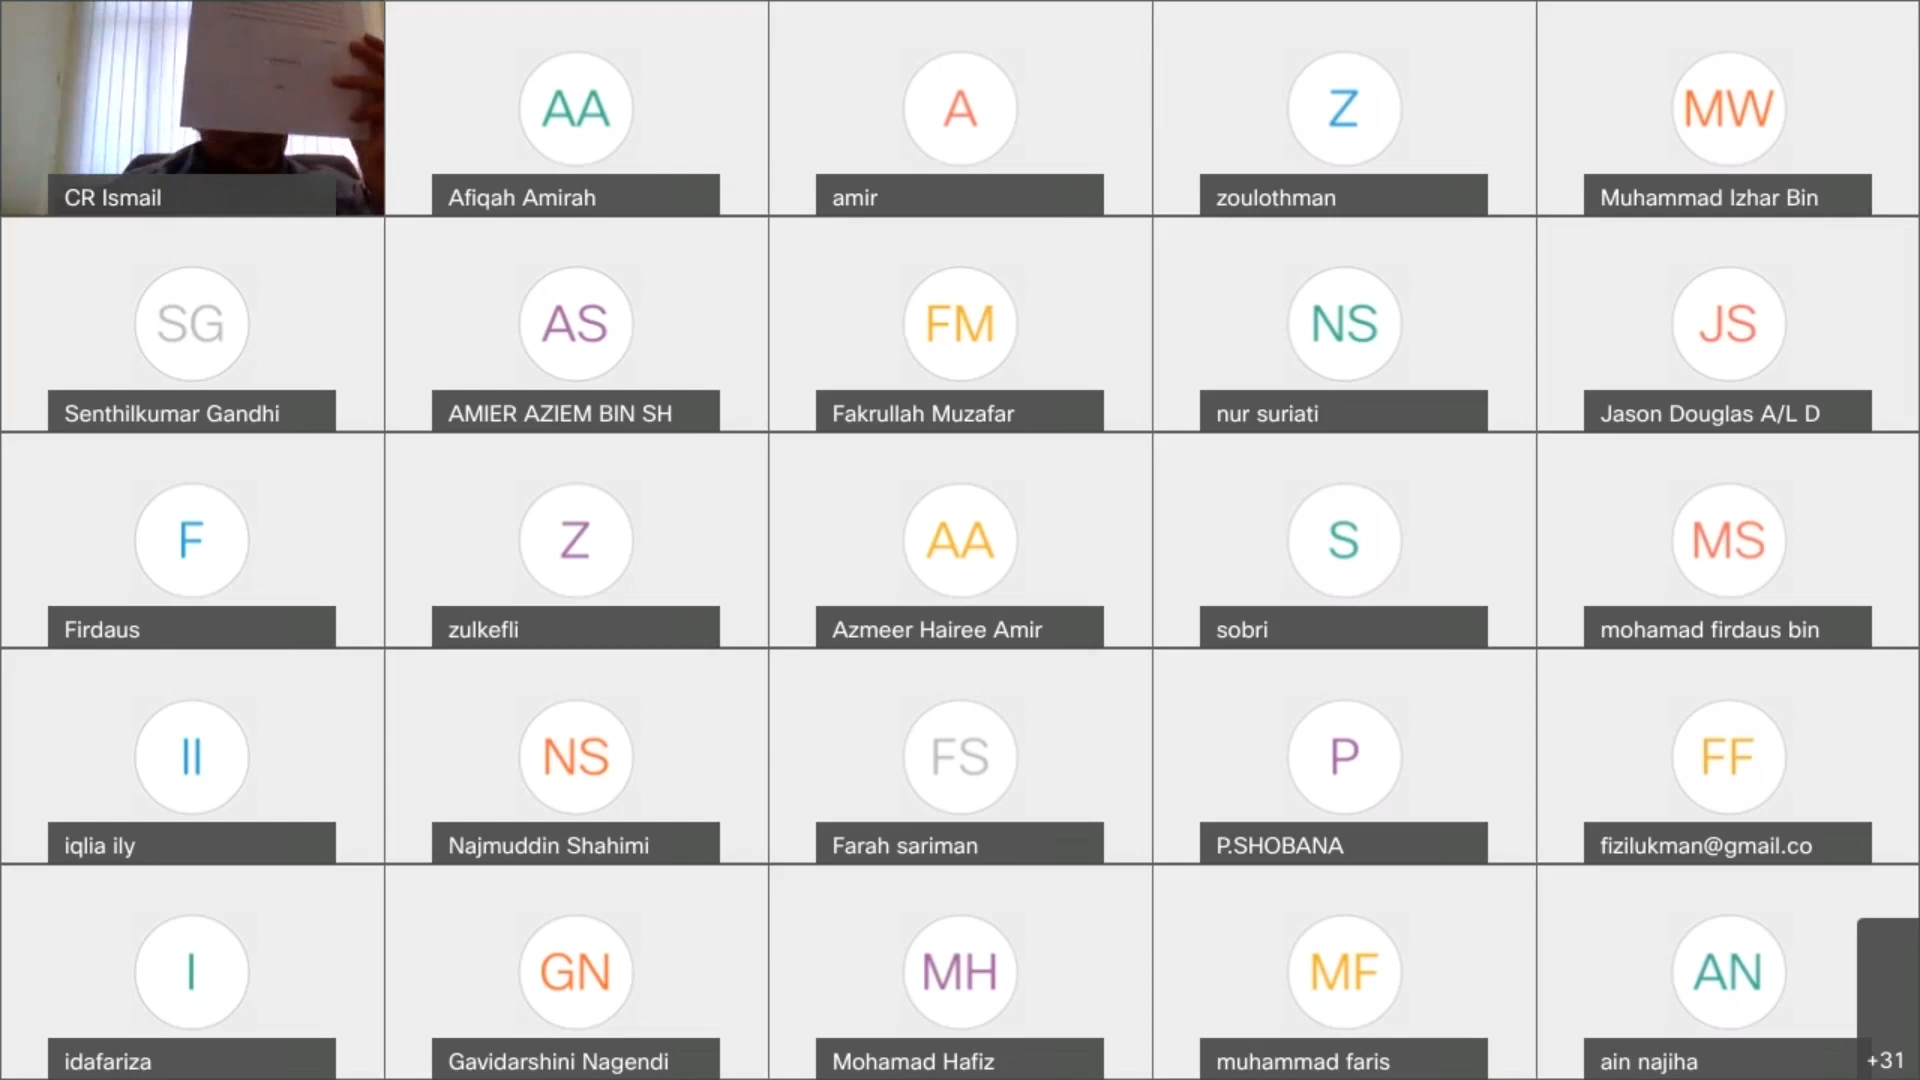 CR Ismail
AA
Afiqah Amirah
A
amir
Z
zoulothman
MW
Muhammad Izhar Bin
SG
Senthilkumar Gandhi
AS
AMIER AZIEM BIN SH
FM
Fakrullah Muzafar
NS
nur suriati
JS
Jason Douglas A/L D
F
Firdaus
Z
zulkefli
AA
Azmeer Hairee Amir
S
sobri
MS
mohamad firdaus bin
II
iqlia ily
NS
Najmuddin Shahimi
FS
Farah sariman
P
P.SHOBANA
FF
fizilukman@gmail.co
I
idafariza
GN
Gavidarshini Nagendi
MH
Mohamad Hafiz
MF
muhammad faris
AN
ain najiha
+31